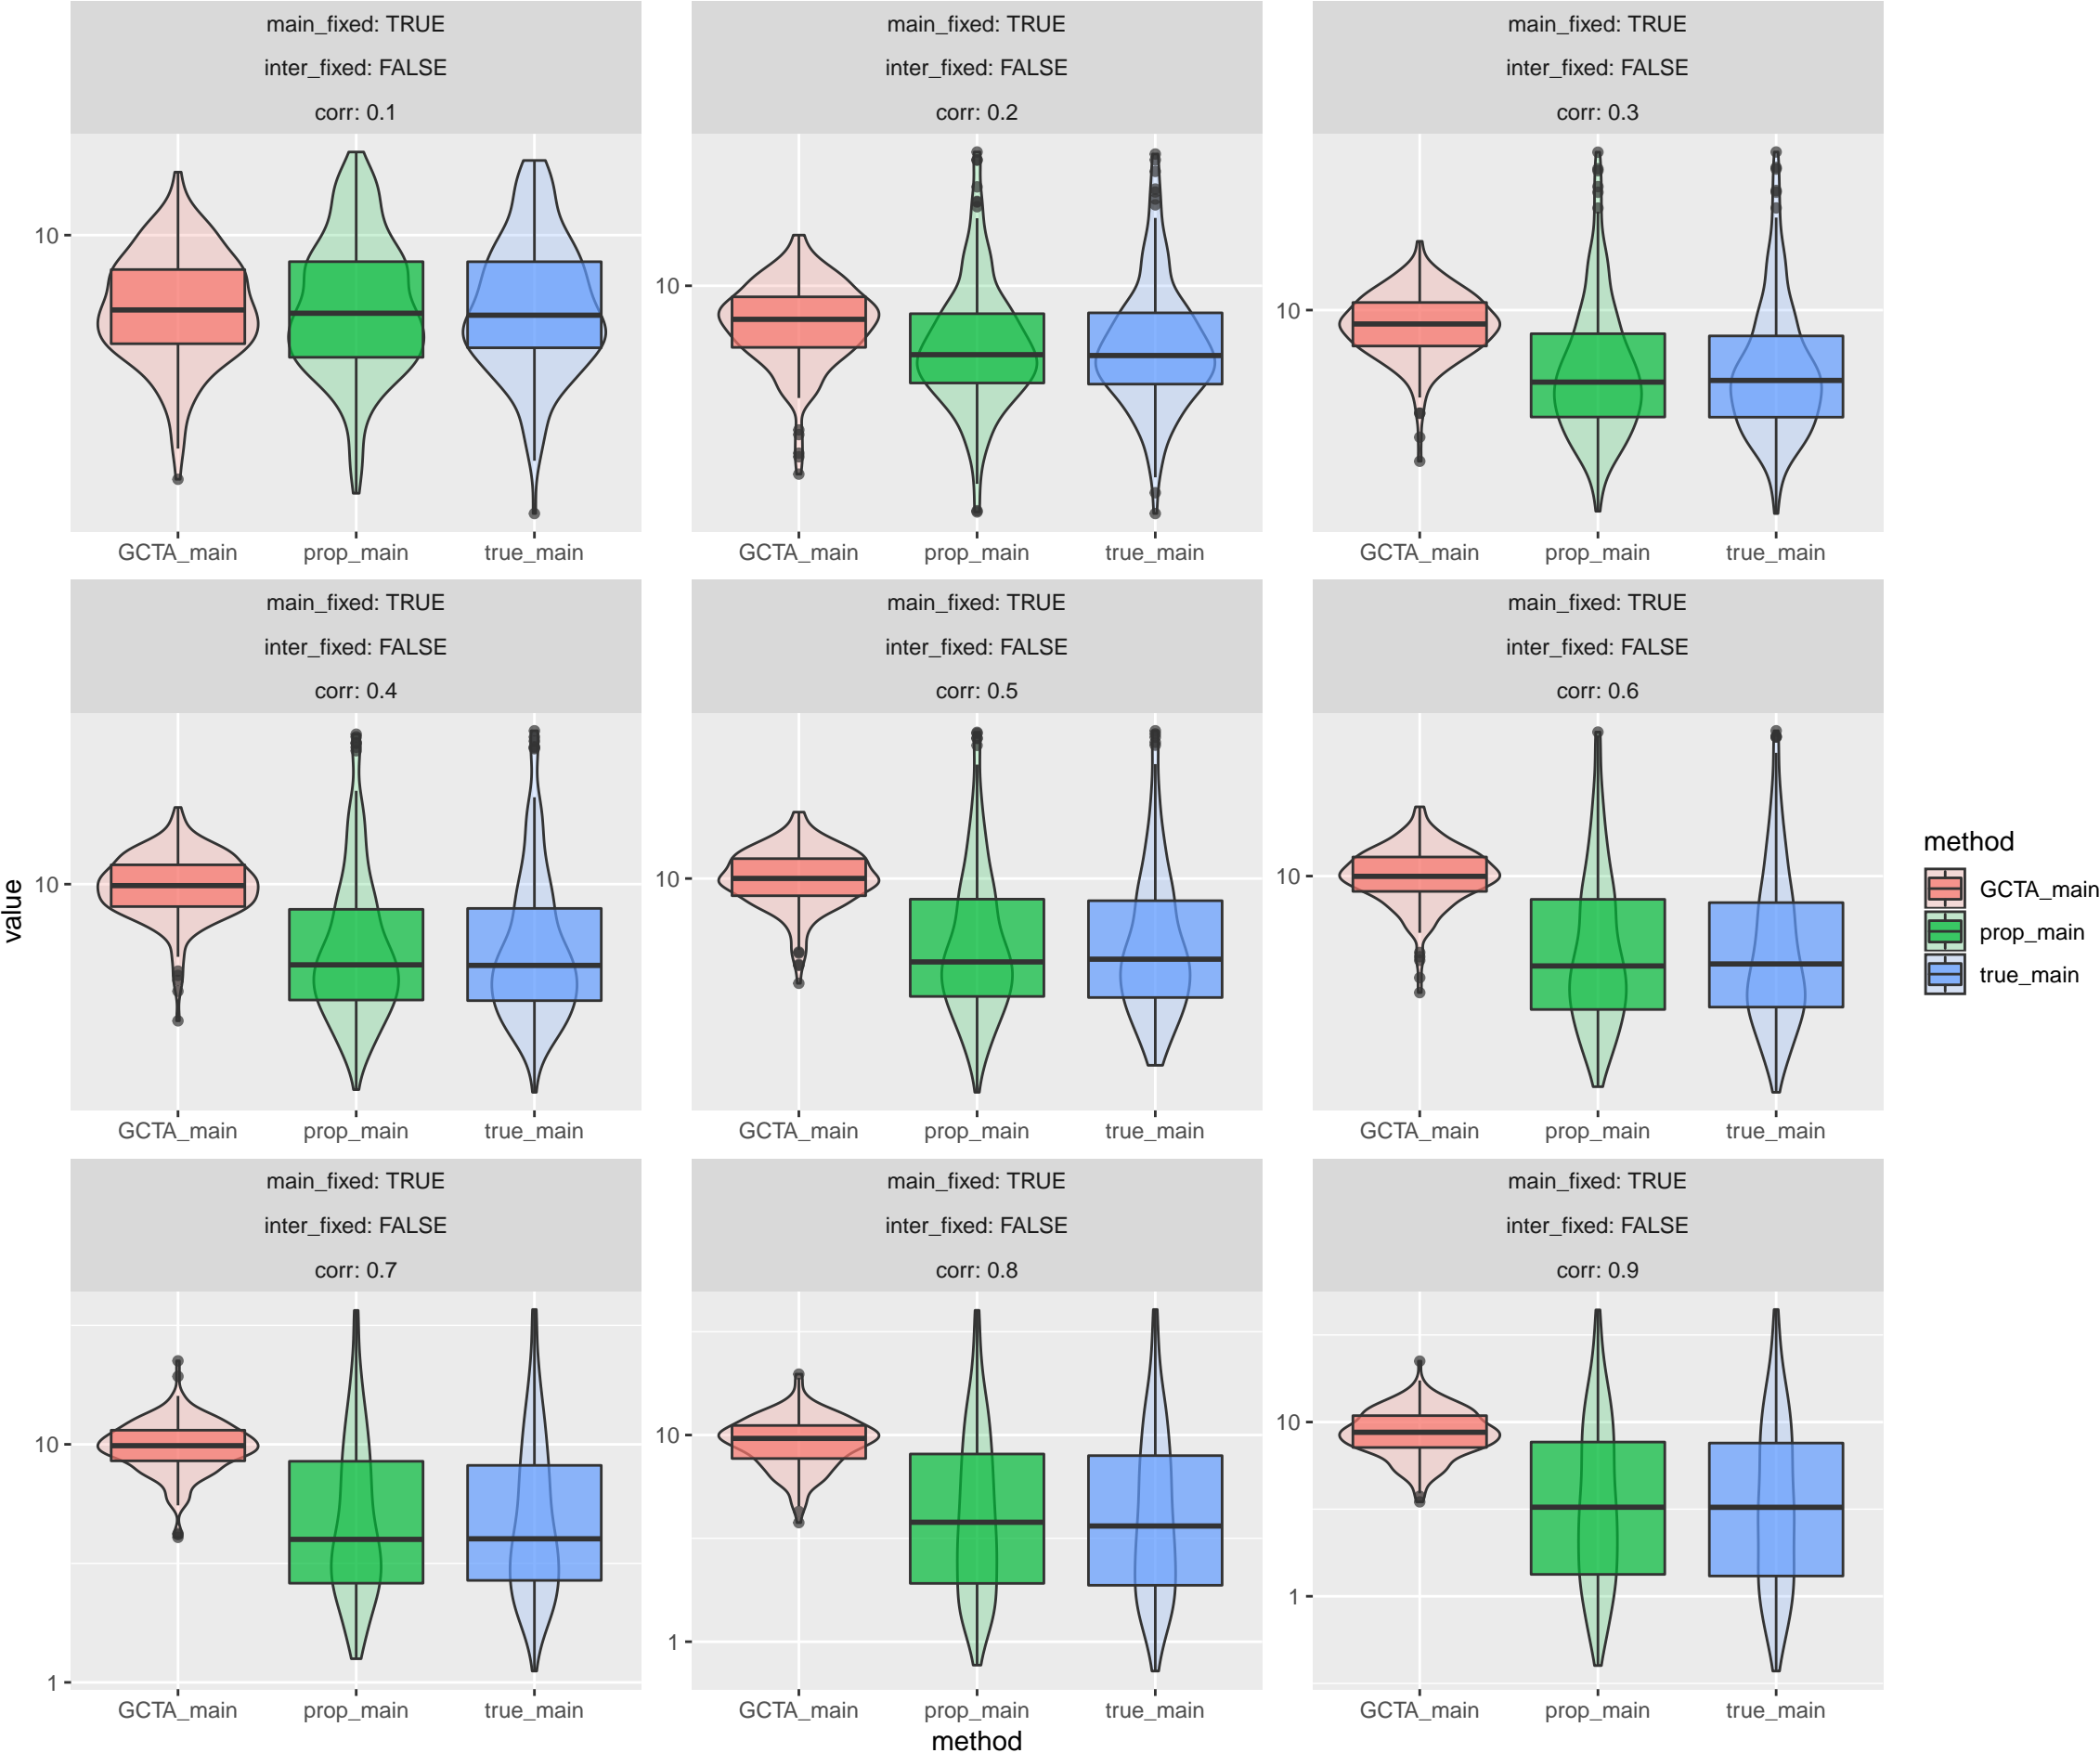 main_fixed: TRUE
inter_fixed: FALSE
corr: 0.1
main_fixed: TRUE
inter_fixed: FALSE
corr: 0.2
main_fixed: TRUE
inter_fixed: FALSE
corr: 0.3
10
10
10
GCTA_main prop_main true_main
GCTA_main prop_main true_main
GCTA_main prop_main true_main
main_fixed: TRUE
inter_fixed: FALSE
corr: 0.4
main_fixed: TRUE
inter_fixed: FALSE
corr: 0.5
main_fixed: TRUE
inter_fixed: FALSE
corr: 0.6
10
10
10
GCTA_main prop_main true_main
GCTA_main prop_main true_main
GCTA_main prop_main true_main
main_fixed: TRUE
inter_fixed: FALSE
corr: 0.7
main_fixed: TRUE
inter_fixed: FALSE
corr: 0.8
main_fixed: TRUE
inter_fixed: FALSE
corr: 0.9
10
1
10
1
10
1
GCTA_main prop_main true_main
GCTA_main prop_main true_main
GCTA_main prop_main true_main
value
method
method
GCTA_main
prop_main
true_main